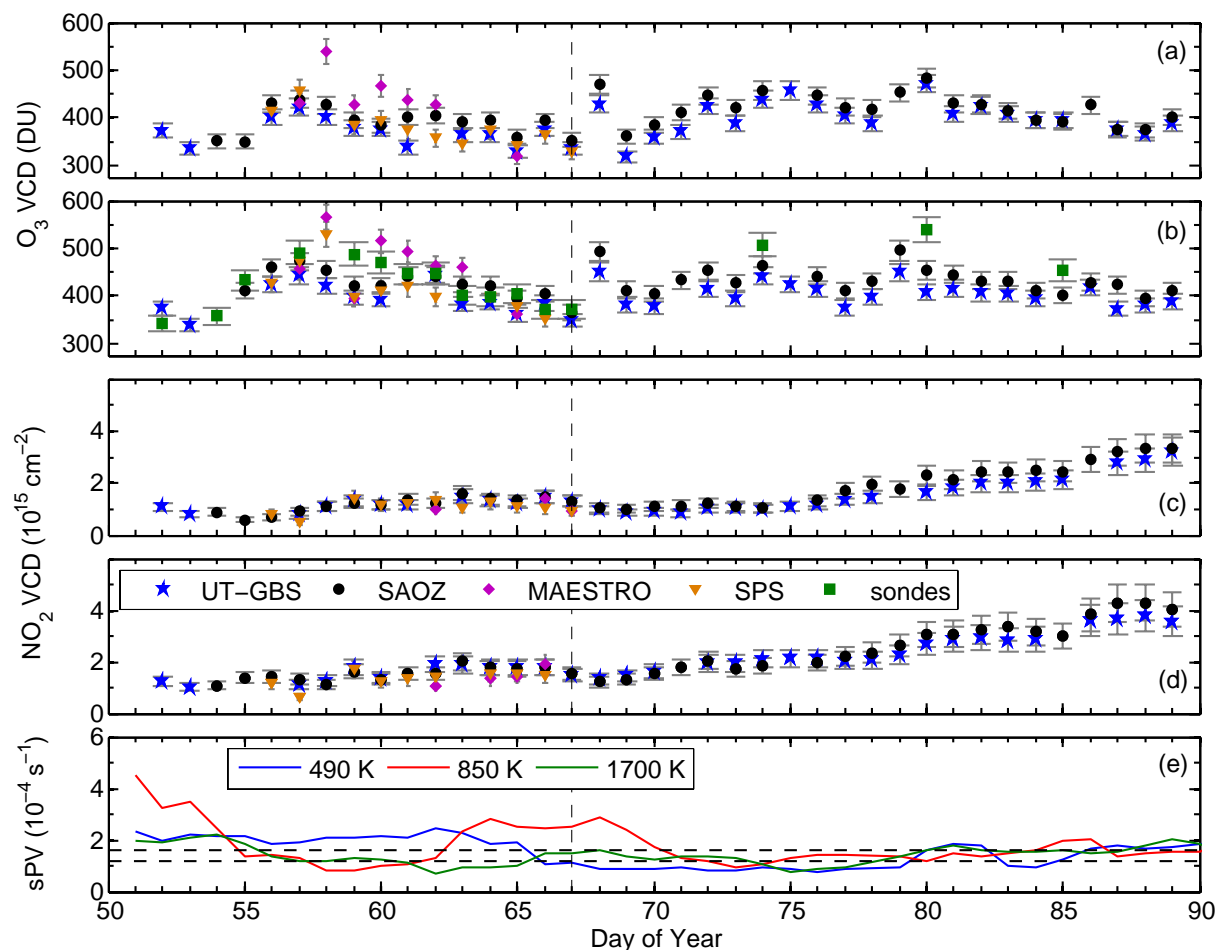 600
500
400
300
O3 VCD (DU)
(a)
600
500
400
300
(b)
4
2
0
NO2 VCD (10^15 cm^−2)
(c)
UT−GBS SAOZ MAESTRO SPS sondes
4
2
0
(d)
6
4
2
0
sPV (10^−4 s^−1)
490 K 850 K 1700 K
(e)
50 55 60 65 70 75 80 85 90
Day of Year